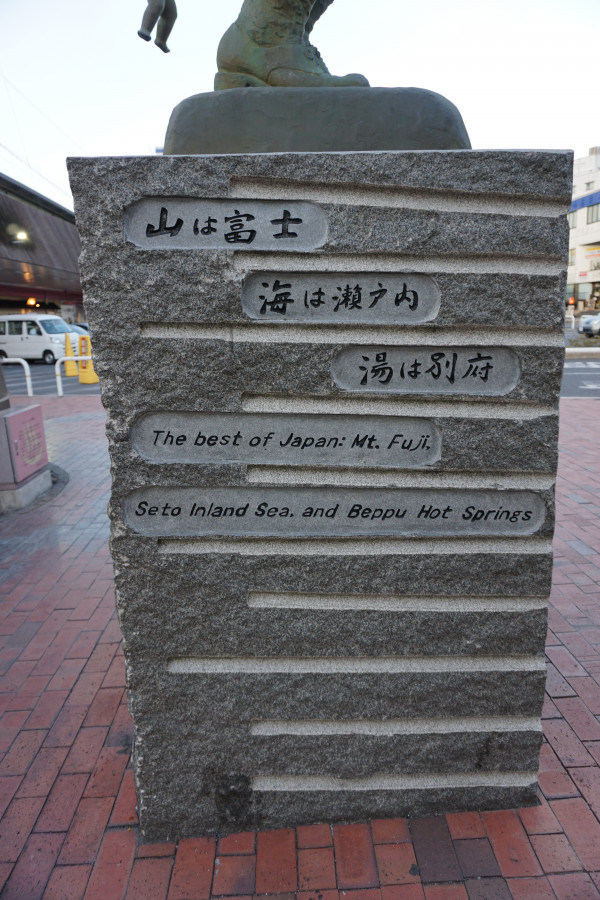 山は富士
海は瀬戸内
湯は別府
The best of Japan: Mt. Fuji,
Seto Inland Sea, and Beppu Hot Springs